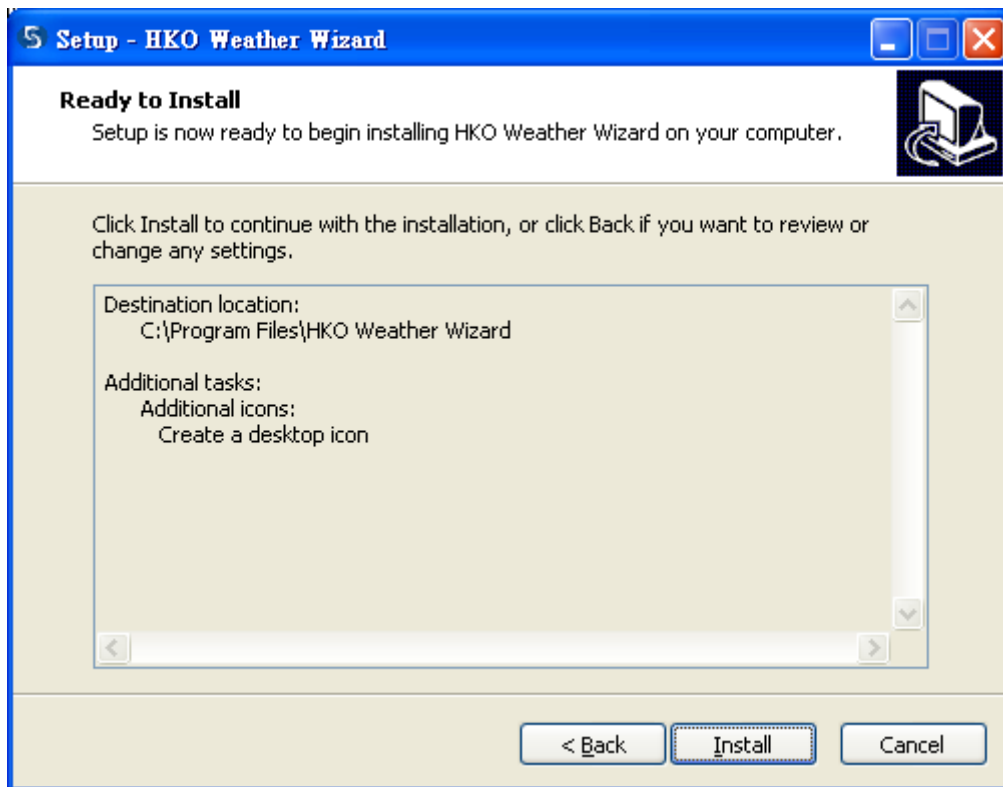 Setup - HKO Weather Wizard
Ready to Install
Setup is now ready to begin installing HKO Weather Wizard on your computer.
Click Install to continue with the installation, or click Back if you want to review or
change any settings.
Destination location:
C:\Program Files\HKO Weather Wizard
Additional tasks:
Additional icons:
Create a desktop icon
< Back
Install
Cancel